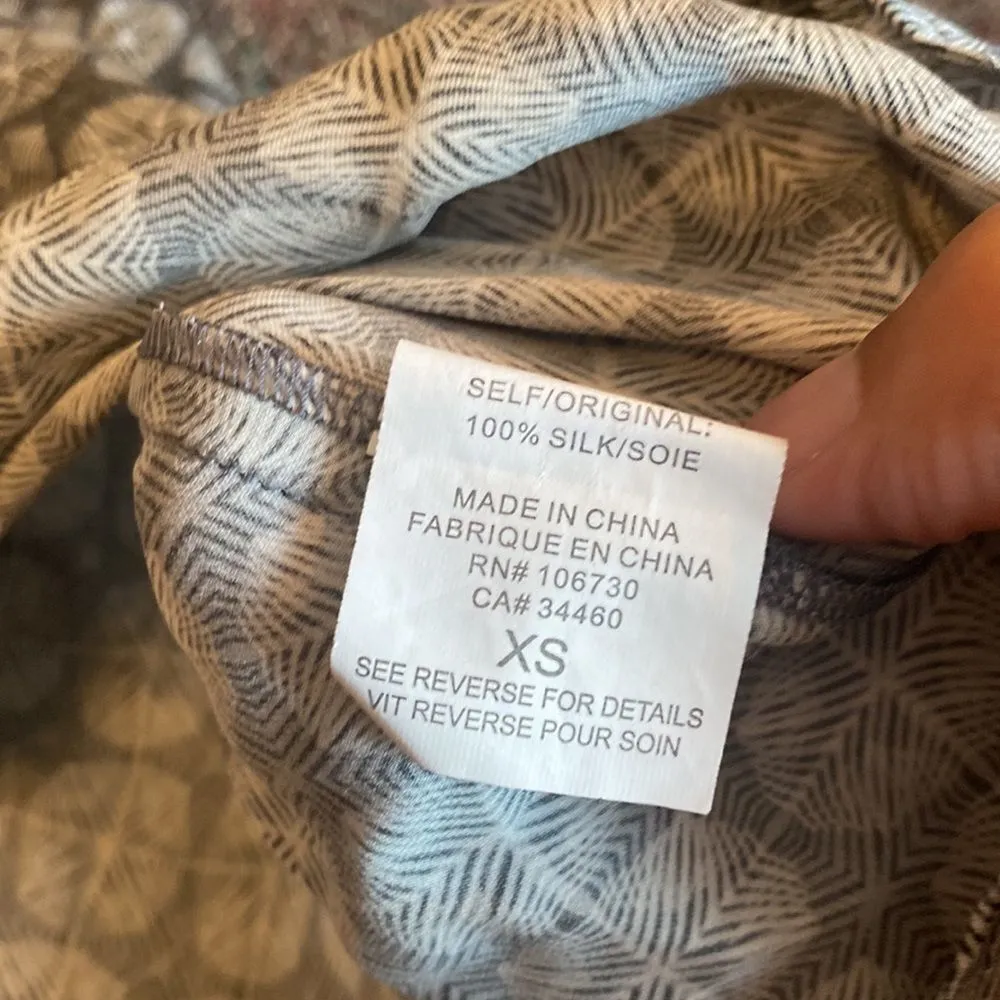 SELF/ORIGINAL:
100% SILK/SOIE
MADE IN CHINA
FABRIQUE EN CHINA
RN# 106730
CA# 34460
XS
SEE REVERSE FOR DETAILS
VIT REVERSE POUR SOIN